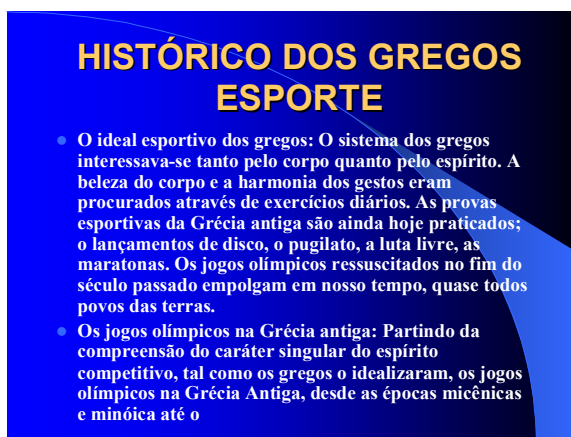 HISTÓRICO DOS GREGOS
ESPORTE
O ideal esportivo dos gregos: O sistema dos gregos
interessava-se tanto pelo corpo quanto pelo espírito. A
beleza do corpo e a harmonia dos gestos eram
procurados através de exercícios diários. As provas
esportivas da Grécia antiga são ainda hoje praticados;
o lançamentos de disco, o pugilato, a luta livre, as
maratonas. Os jogos olímpicos ressuscitados no fim do
século passado empolgam em nosso tempo, quase todos
povos das terras.
Os jogos olímpicos na Grécia antiga: Partindo da
compreensão do caráter singular do espírito
competitivo, tal como os gregos o idealizaram, os jogos
olímpicos na Grécia Antiga, desde as épocas micênicas
e minóica até o